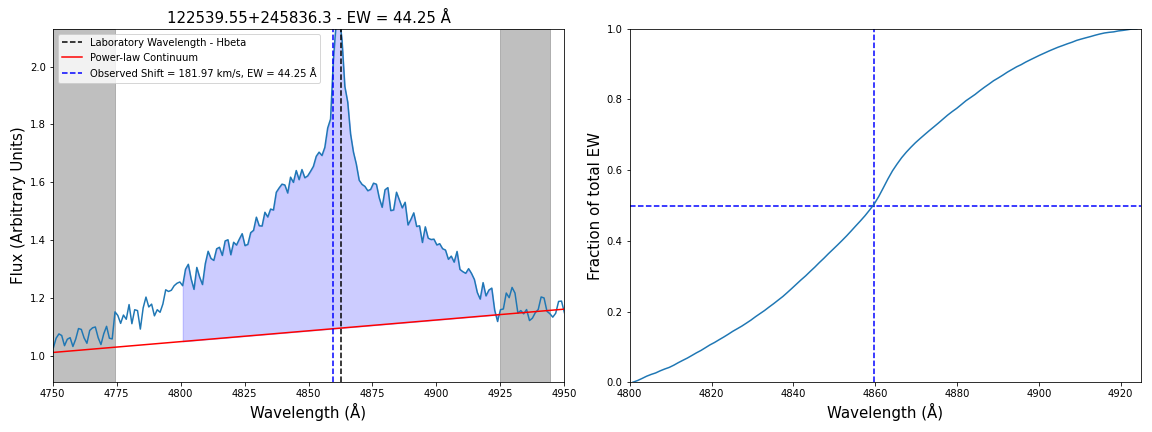 122539.55+245836.3 - EW = 44.25 Å
Laboratory Wavelength - Hbeta
Power-law Continuum
Observed Shift = 181.97 km/s, EW = 44.25 Å
Flux (Arbitrary Units)
2.0
1.8
1.6
1.4
1.2
1.0
4750 4775 4800 4825 4850 4875 4900 4925 4950
Wavelength (Å)
Fraction of total EW
1.0
0.8
0.6
0.4
0.2
0.0
4800 4820 4840 4860 4880 4900 4920
Wavelength (Å)